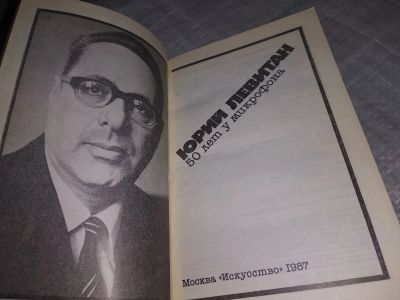 ЮРИЙ ЛЕВИТАН
50 лет у микрофона
Москва «Искусство» 1987